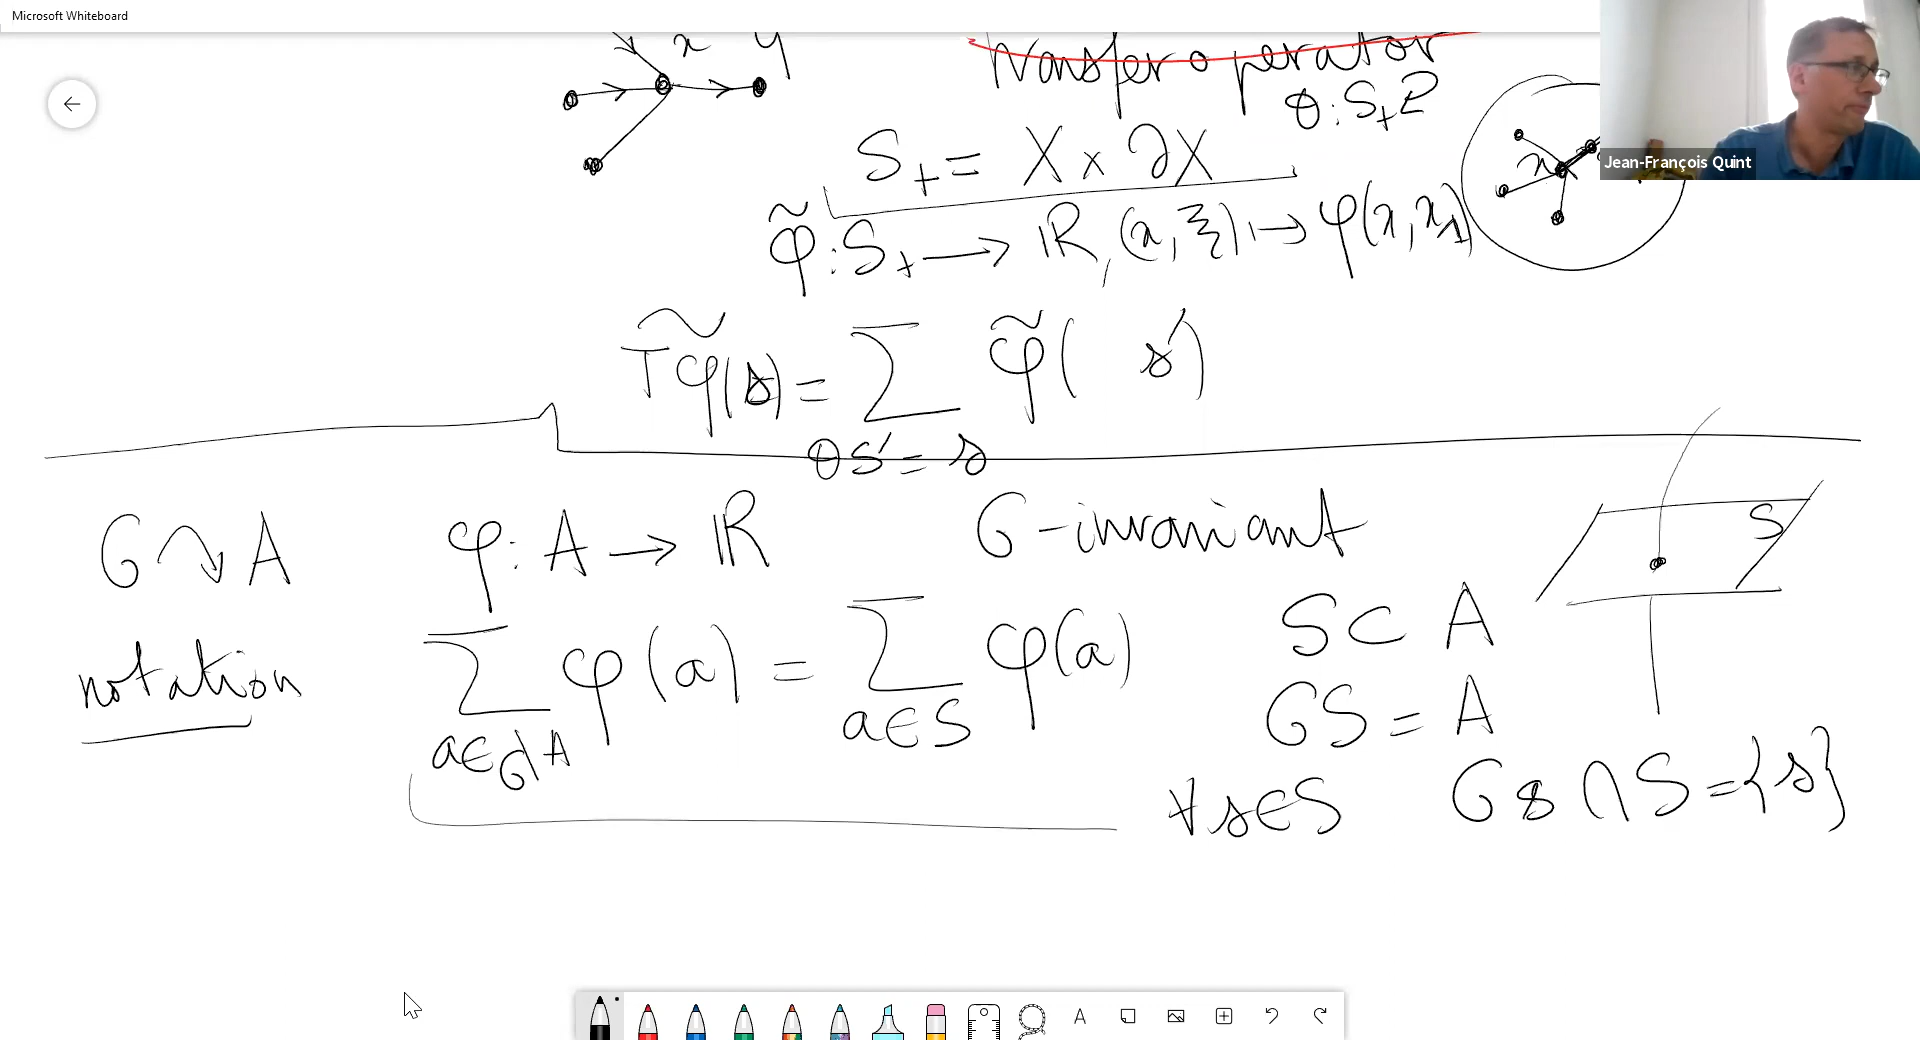 Microsoft Whiteboard
x y
Transfer operator
θ: S₊ ↻
S₊ = X × ∂X
x
Jean-François Quint
φ̃: S₊ ⟶ ℝ, (x, ξ) ↦ φ(x, x₁)
T̃φ(s) = ∑ φ̃( s')
θs' = s
G ↷ A φ: A → ℝ G-invariant
S
notation ∑ φ(a) = ∑ φ(a) S ⊂ A
a∈G\A a∈S GS = A
∀s∈S Gs ∩ S = {s}